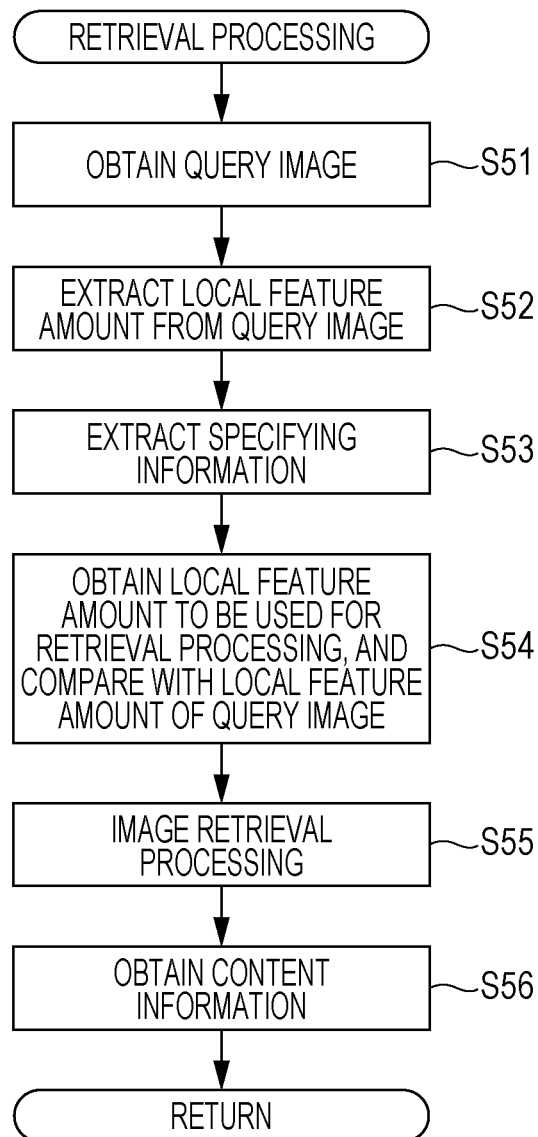 RETRIEVAL PROCESSING
OBTAIN QUERY IMAGE
S51
EXTRACT LOCAL FEATURE
AMOUNT FROM QUERY IMAGE
S52
EXTRACT SPECIFYING
INFORMATION
S53
OBTAIN LOCAL FEATURE
AMOUNT TO BE USED FOR
RETRIEVAL PROCESSING, AND
COMPARE WITH LOCAL FEATURE
AMOUNT OF QUERY IMAGE
S54
IMAGE RETRIEVAL
PROCESSING
S55
OBTAIN CONTENT
INFORMATION
S56
RETURN